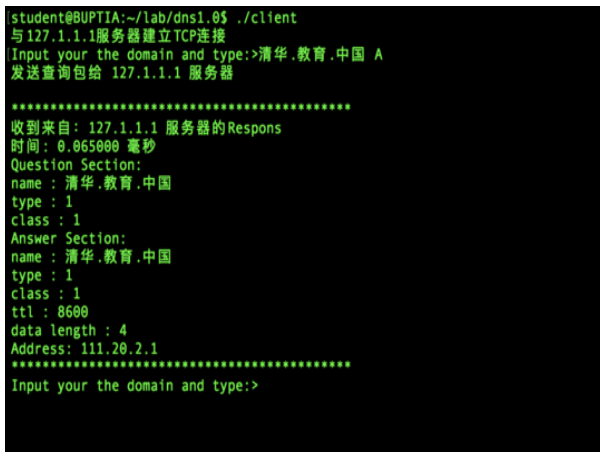 [student@BUPTIA:~/lab/dns1.0$ ./client
与127.1.1.1服务器建立TCP连接
[Input your the domain and type:>清华.教育.中国 A
发送查询包给 127.1.1.1 服务器
********************************************
收到来自: 127.1.1.1 服务器的Respons
时间: 0.065000 毫秒
Question Section:
name : 清华.教育.中国
type : 1
class : 1
Answer Section:
name : 清华.教育.中国
type : 1
class : 1
ttl : 8600
data length : 4
Address: 111.20.2.1
********************************************
Input your the domain and type:>